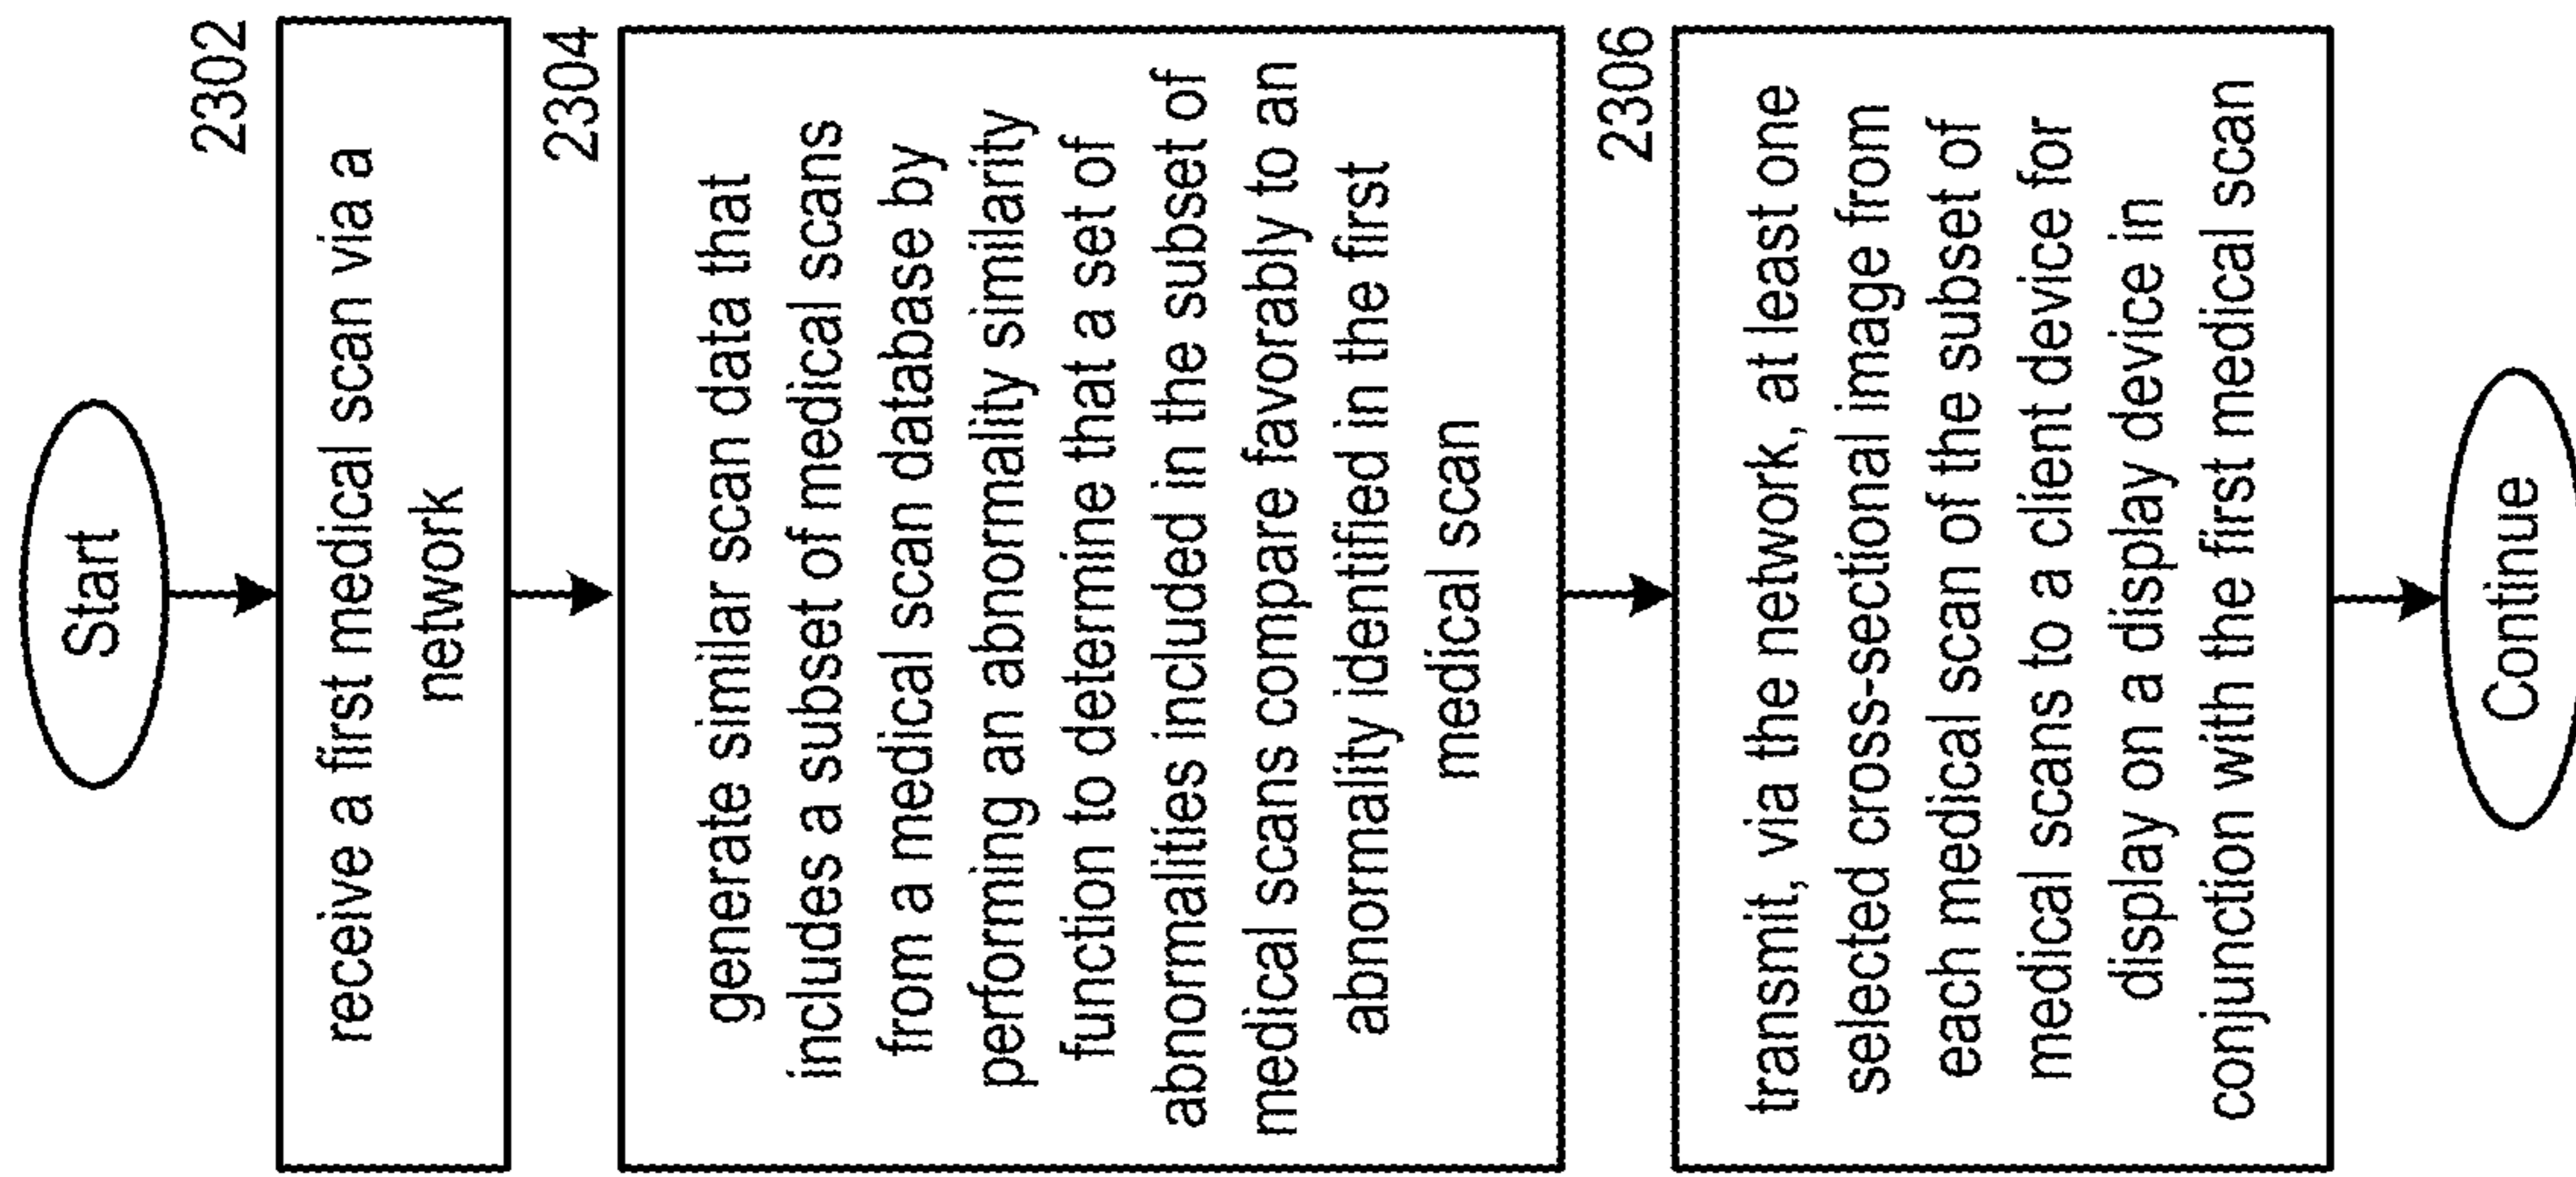 Start
2302
receive a first medical scan via a
network
2304
generate similar scan data that
includes a subset of medical scans
from a medical scan database by
performing an abnormality similarity
function to determine that a set of
abnormalities included in the subset of
medical scans compare favorably to an
abnormality identified in the first
medical scan
2306
transmit, via the network, at least one
selected cross-sectional image from
each medical scan of the subset of
medical scans to a client device for
display on a display device in
conjunction with the first medical scan
Continue